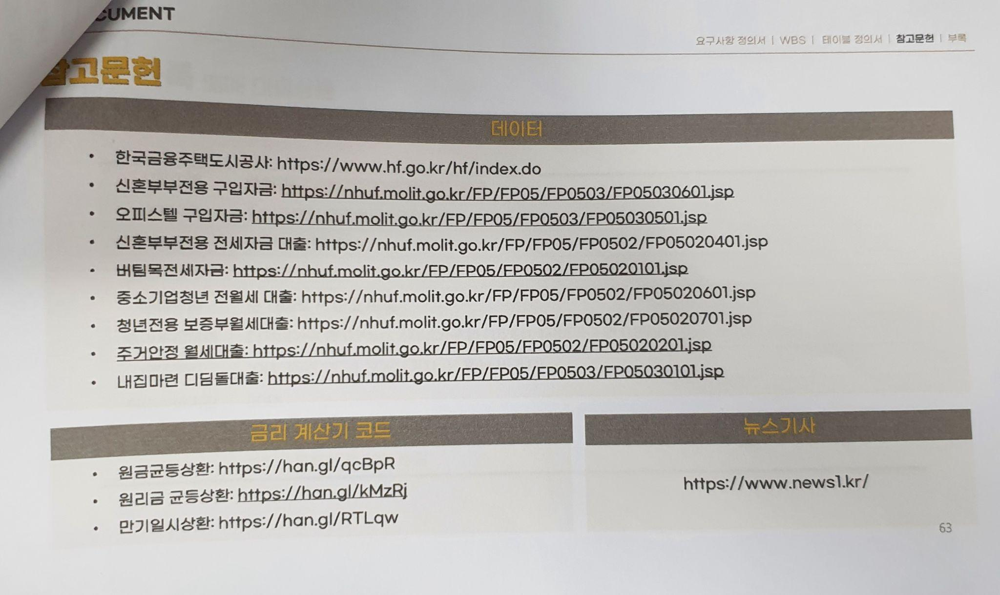 CUMENT
요구사항 정의서 | WBS | 테이블 정의서 | 참고문헌 | 부록
참고문헌
데이터
• 한국금융주택도시공사: https://www.hf.go.kr/hf/index.do
• 신혼부부전용 구입자금: https://nhuf.molit.go.kr/FP/FP05/FP0503/FP05030601.jsp
• 오피스텔 구입자금: https://nhuf.molit.go.kr/FP/FP05/FP0503/FP05030501.jsp
• 신혼부부전용 전세자금 대출: https://nhuf.molit.go.kr/FP/FP05/FP0502/FP05020401.jsp
• 버팀목전세자금: https://nhuf.molit.go.kr/FP/FP05/FP0502/FP05020101.jsp
• 중소기업청년 전월세 대출: https://nhuf.molit.go.kr/FP/FP05/FP0502/FP05020601.jsp
• 청년전용 보증부월세대출: https://nhuf.molit.go.kr/FP/FP05/FP0502/FP05020701.jsp
• 주거안정 월세대출: https://nhuf.molit.go.kr/FP/FP05/FP0502/FP05020201.jsp
• 내집마련 디딤돌대출: https://nhuf.molit.go.kr/FP/FP05/FP0503/FP05030101.jsp
금리 계산기 코드
• 원금균등상환: https://han.gl/qcBpR
• 원리금 균등상환: https://han.gl/kMzRj
• 만기일시상환: https://han.gl/RTLqw
뉴스기사
https://www.news1.kr/
63